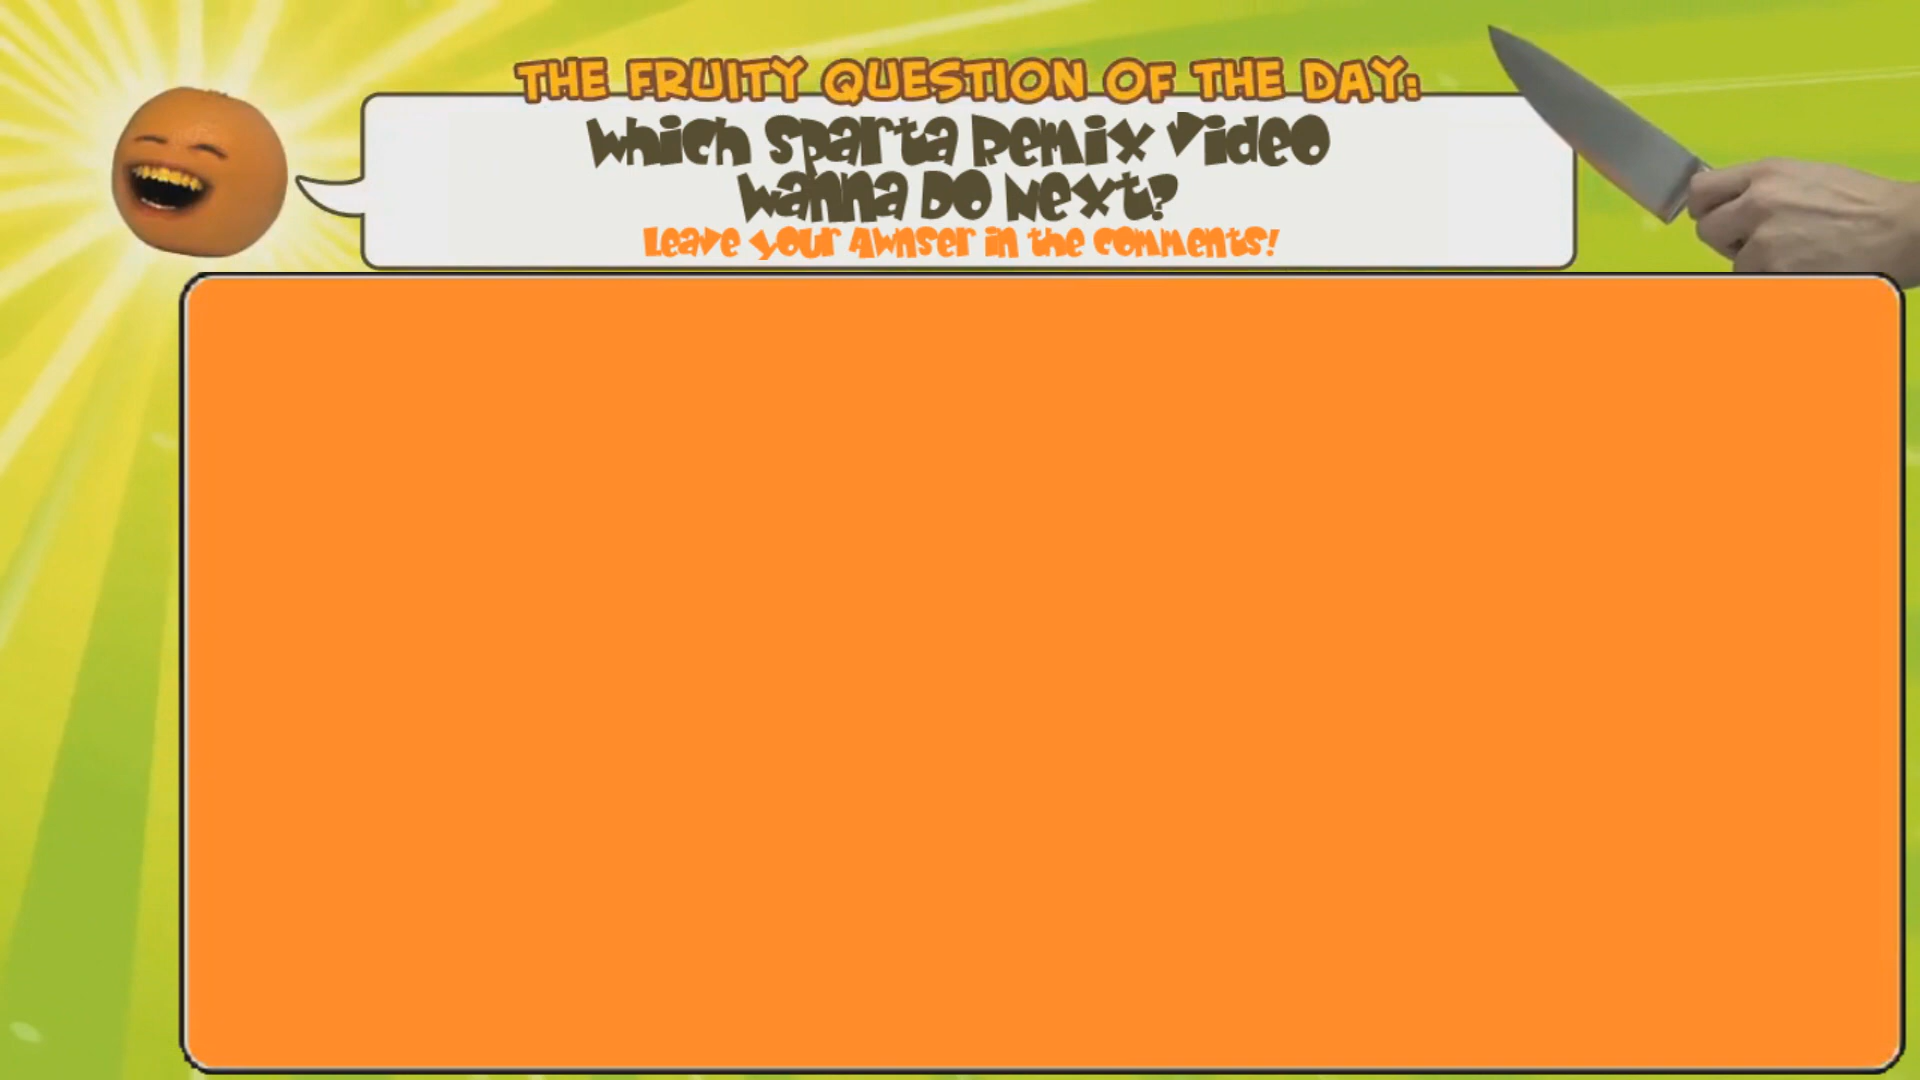 THE FRUITY QUESTION OF THE DAY:
Which Sparta Remix Video
Wanna Do Next?
Leave Your Awnser in the comments!